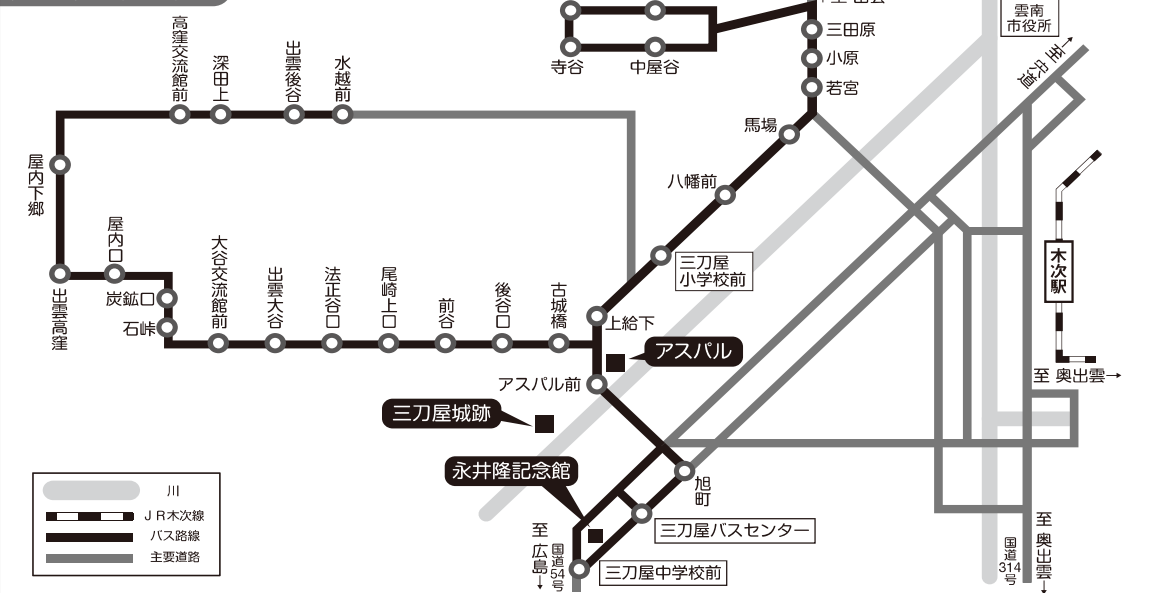 雲南
市役所
三田原
小原
若宮
寺谷
中屋谷
至宍道
高窪交流館前
深田上
出雲後谷
水越前
馬場
八幡前
屋内下郷
屋内口
三刀屋
小学校前
木次駅
出雲高窪
炭鉱口
石峠
大谷交流館前
出雲大谷
法正谷口
尾崎上口
前谷
後谷口
古城橋
上給下
アスパル
アスパル前
至 奥出雲→
三刀屋城跡
永井隆記念館
旭町
三刀屋バスセンター
三刀屋中学校前
至 広島→
国道54号
国道314号
至 奥出雲→
川
JR木次線
バス路線
主要道路